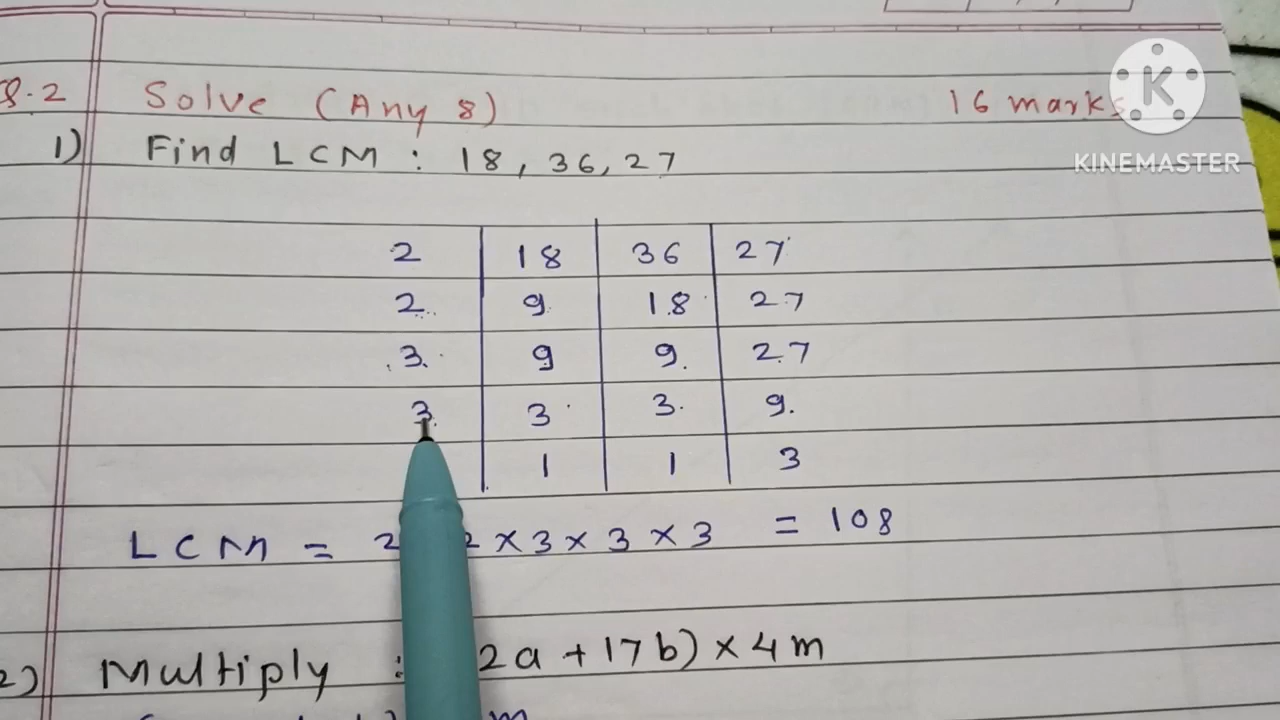 Q.2 Solve (Any 8) 16 marks
K
KINEMASTER
1) Find LCM : 18, 36, 27
2 18 36 27
2 9 18 27
3 9 9 27
3 3 3 9
1 1 3
LCM = 2 2 × 3 × 3 × 3 = 108
2) Multiply : 2a + 17b) × 4m
m